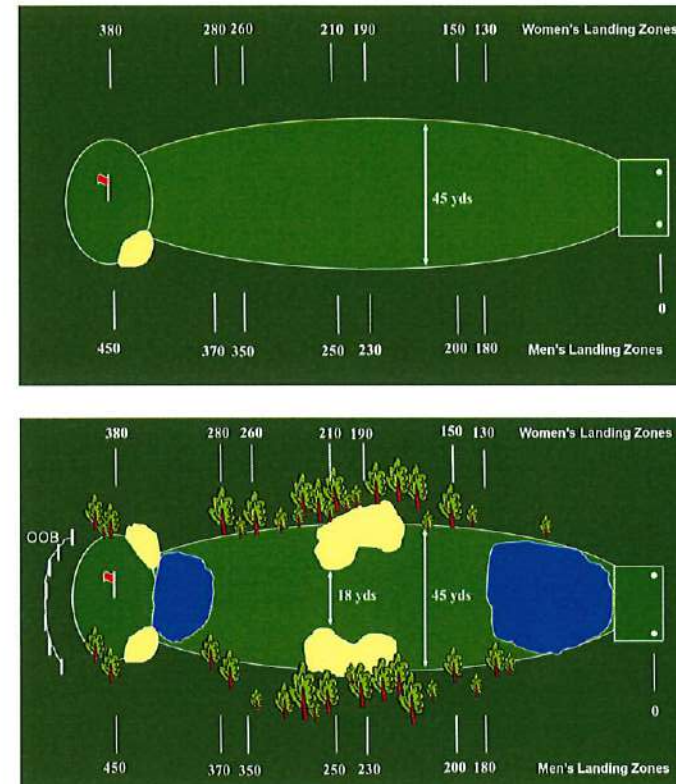 380 280 260 210 190 150 130 Women's Landing Zones
45 yds
0
450 370 350 250 230 200 180 Men's Landing Zones
380 280 260 210 190 150 130 Women's Landing Zones
OOB
18 yds 45 yds
0
450 370 350 250 230 200 180 Men's Landing Zones